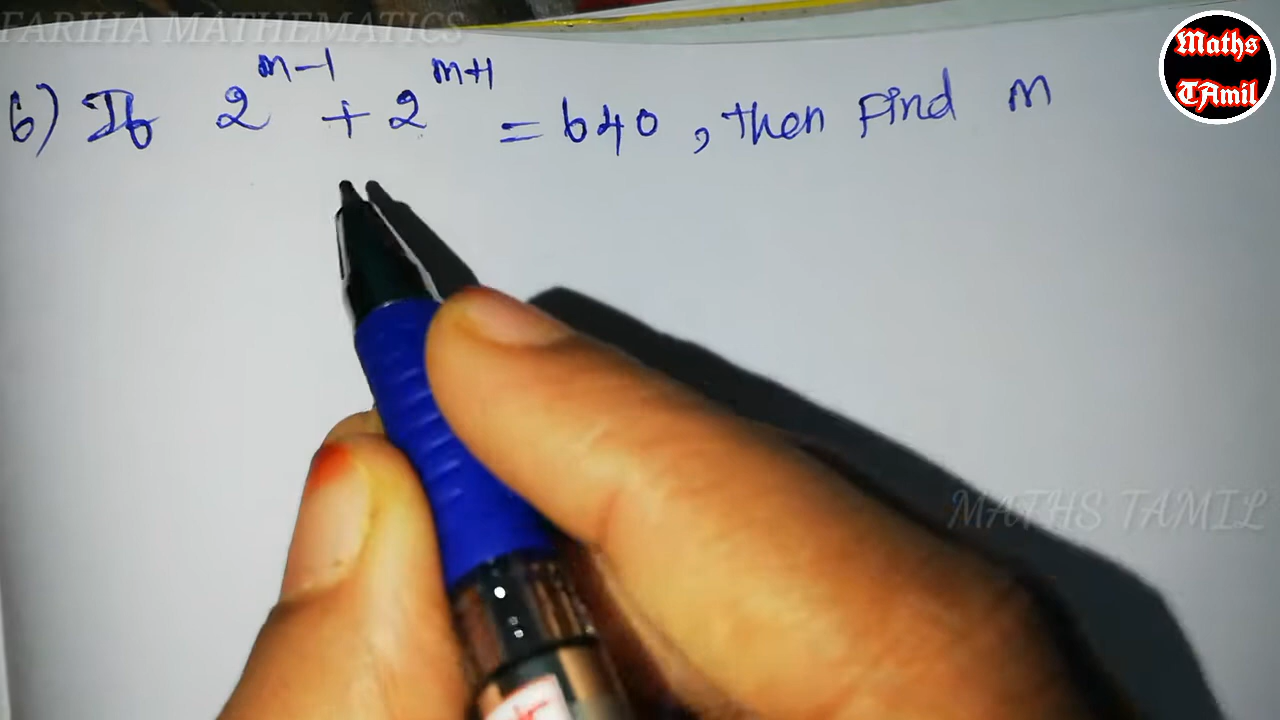 FARIHA MATHEMATICS
Maths
TAmil
6) If 2^{m-1} + 2^{m+1} = 640, then Find m
MATHS TAMIL